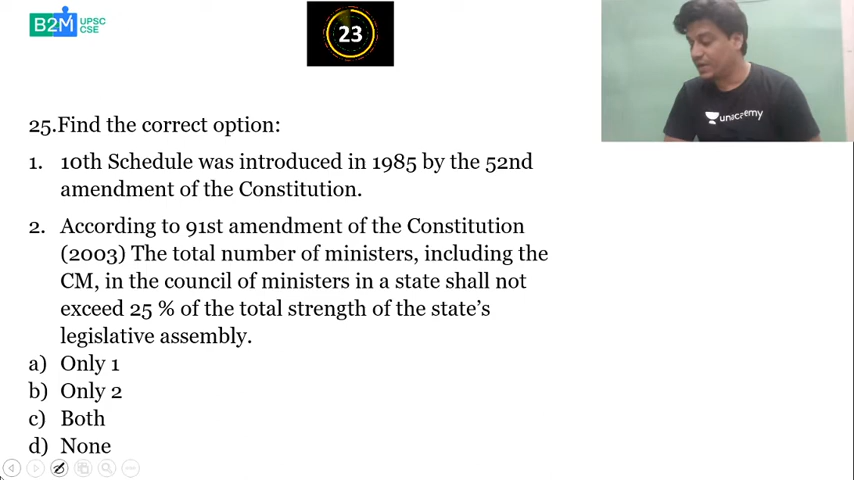 B2M UPSC
CSE
23
unacademy
25.Find the correct option:
1. 10th Schedule was introduced in 1985 by the 52nd
amendment of the Constitution.
2. According to 91st amendment of the Constitution
(2003) The total number of ministers, including the
CM, in the council of ministers in a state shall not
exceed 25 % of the total strength of the state's
legislative assembly.
a) Only 1
b) Only 2
c) Both
d) None